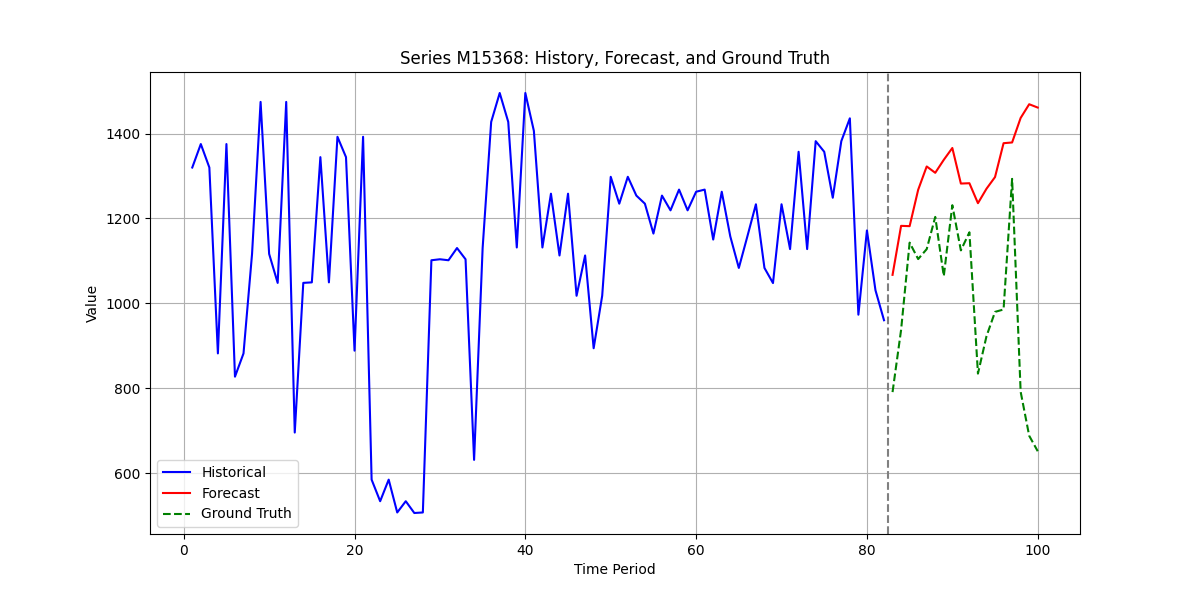 Series M15368: History, Forecast, and Ground Truth
Value
1400
1200
1000
800
600
Historical
Forecast
Ground Truth
0 20 40 60 80 100
Time Period